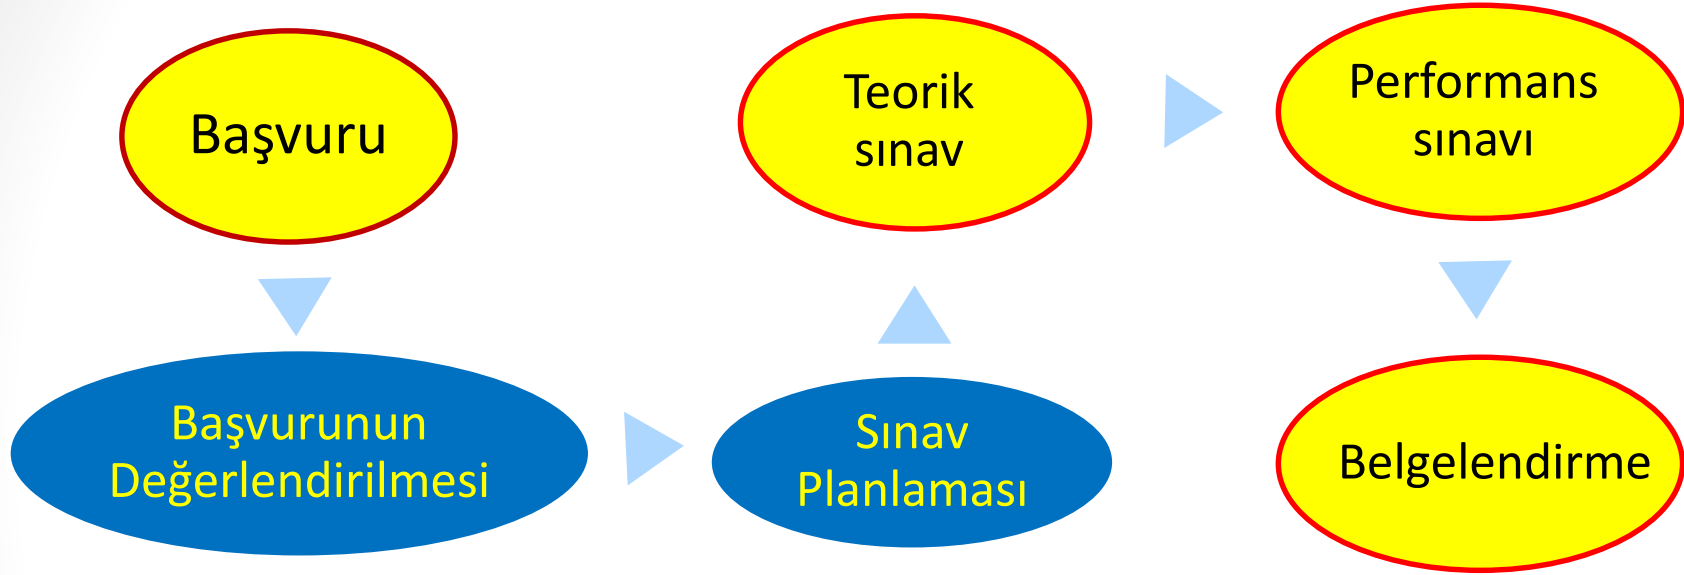 Başvuru
Başvurunun
Değerlendirilmesi
Sınav
Planlaması
Teorik
sınav
Performans
sınavı
Belgelendirme